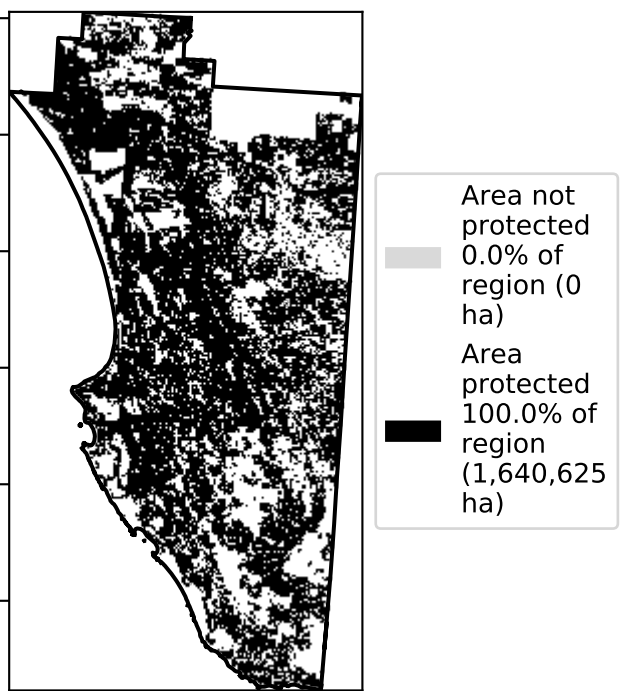 Area not
protected
0.0% of
region (0
ha)
Area
protected
100.0% of
region
(1,640,625
ha)